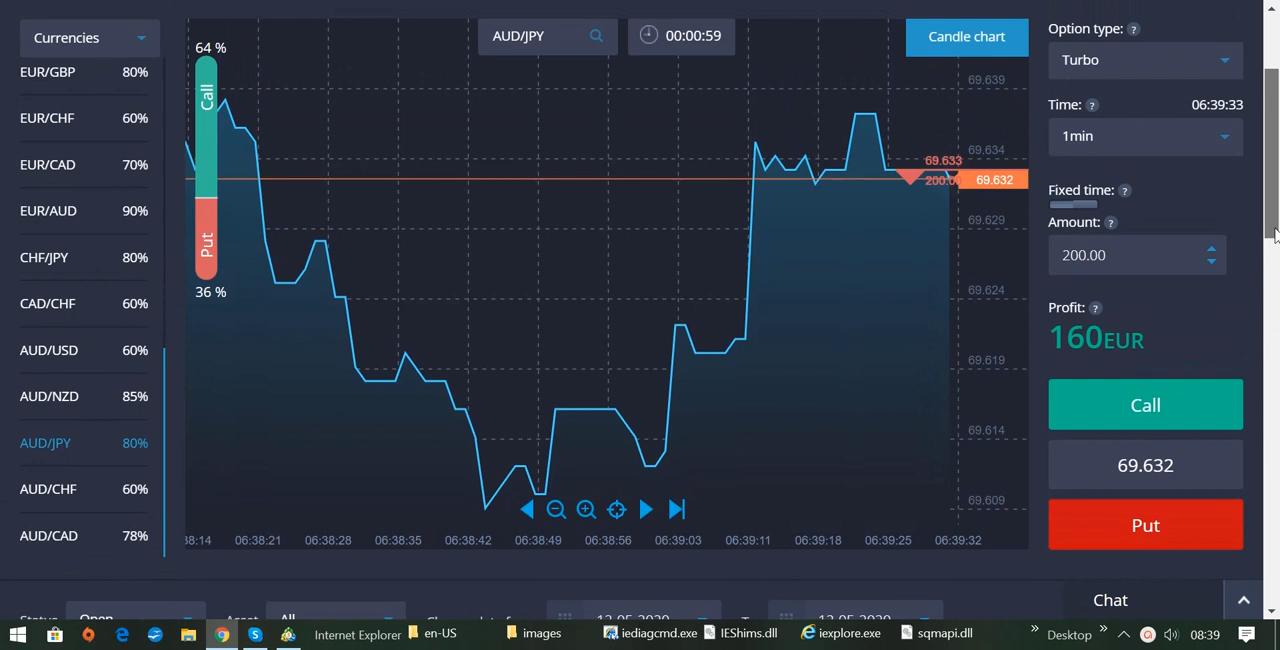 Currencies
EUR/GBP 80%
EUR/CHF 60%
EUR/CAD 70%
EUR/AUD 90%
CHF/JPY 80%
CAD/CHF 60%
AUD/USD 60%
AUD/NZD 85%
AUD/JPY 80%
AUD/CHF 60%
AUD/CAD 78%
64 %
Call
Put
36 %
AUD/JPY
00:00:59
Candle chart
69.639
69.634
69.629
69.624
69.619
69.614
69.609
69.633
69.632
38:14 06:38:21 06:38:28 06:38:35 06:38:42 06:38:49 06:38:56 06:39:03 06:39:11 06:39:18 06:39:25 06:39:32
Option type: ?
Turbo
Time: ? 06:39:33
1min
Fixed time: ?
Amount: ?
200.00
Profit: ?
160EUR
Call
69.632
Put
Status Open Asset All
Chat
Internet Explorer en-US images iediagcmd.exe IEShims.dll iexplore.exe sqmapi.dll » Desktop » 08:39